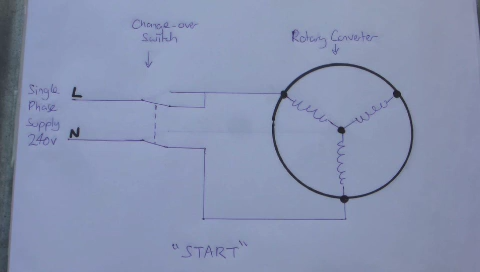 Change-over
Switch
Rotary Converter
Single
Phase
Supply
240v
L
N
"START"